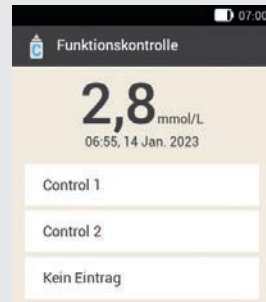 07:00
C Funktionskontrolle
2,8 mmol/L
06:55, 14 Jan. 2023
Control 1
Control 2
Kein Eintrag